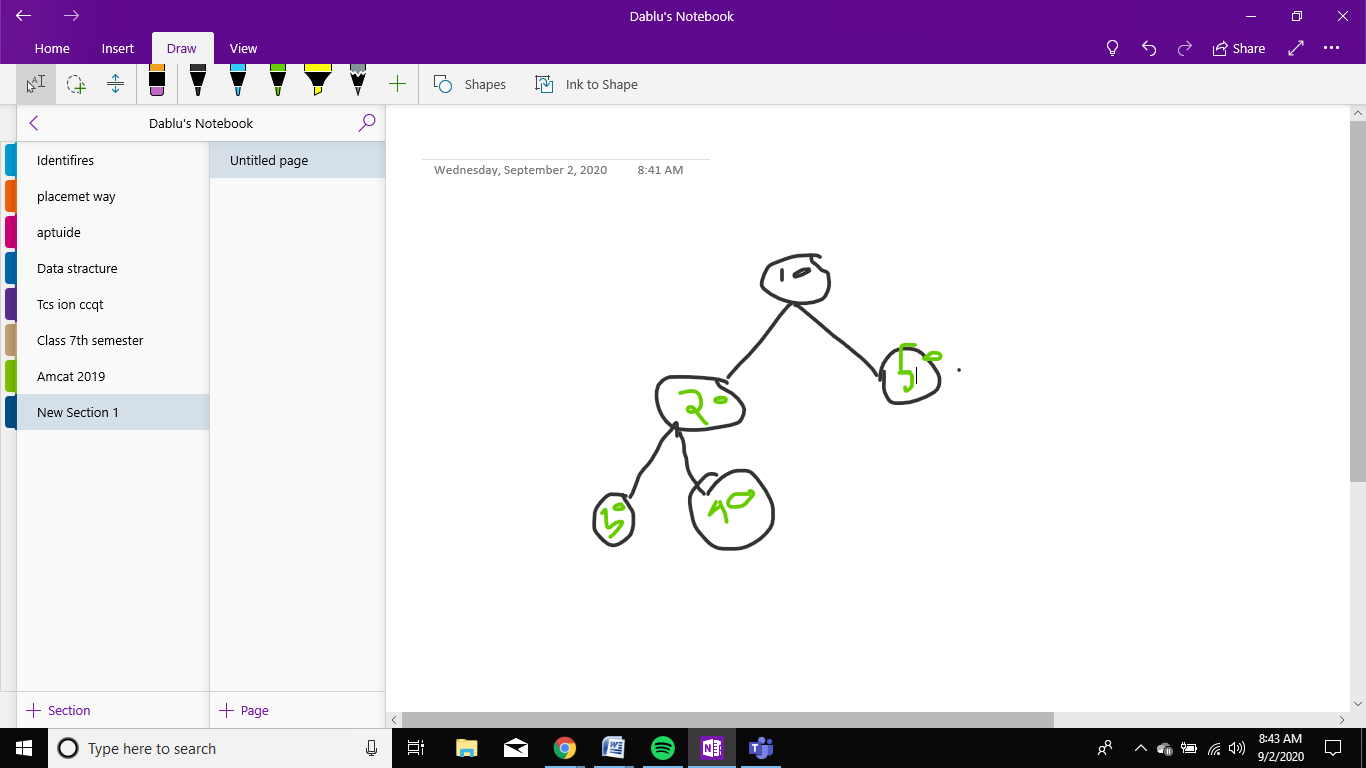 Dablu's Notebook
Home Insert Draw View Share
Shapes Ink to Shape
Dablu's Notebook
Identifires
placemet way
aptuide
Data stracture
Tcs ion ccqt
Class 7th semester
Amcat 2019
New Section 1
Untitled page
Wednesday, September 2, 2020 8:41 AM
10
20 50
30 40
Section Page
Type here to search
8:43 AM
9/2/2020